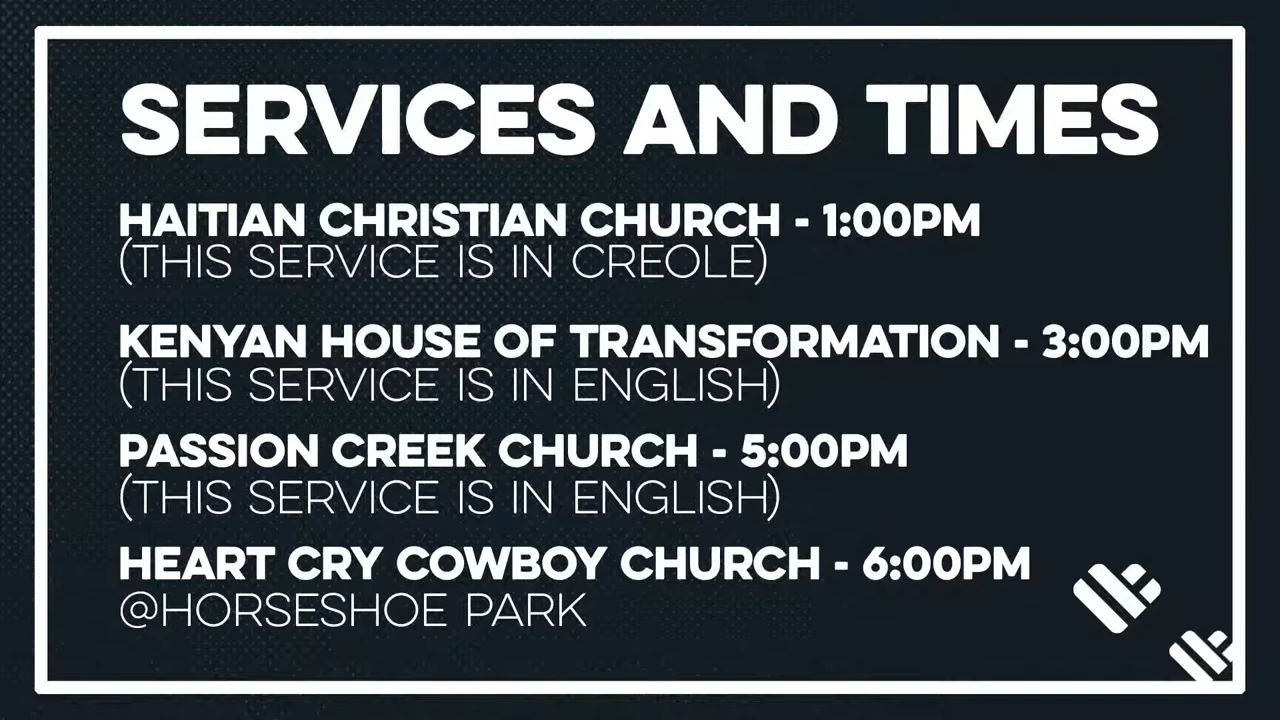 SERVICES AND TIMES
HAITIAN CHRISTIAN CHURCH - 1:00PM
(THIS SERVICE IS IN CREOLE)
KENYAN HOUSE OF TRANSFORMATION - 3:00PM
(THIS SERVICE IS IN ENGLISH)
PASSION CREEK CHURCH - 5:00PM
(THIS SERVICE IS IN ENGLISH)
HEART CRY COWBOY CHURCH - 6:00PM
@HORSESHOE PARK